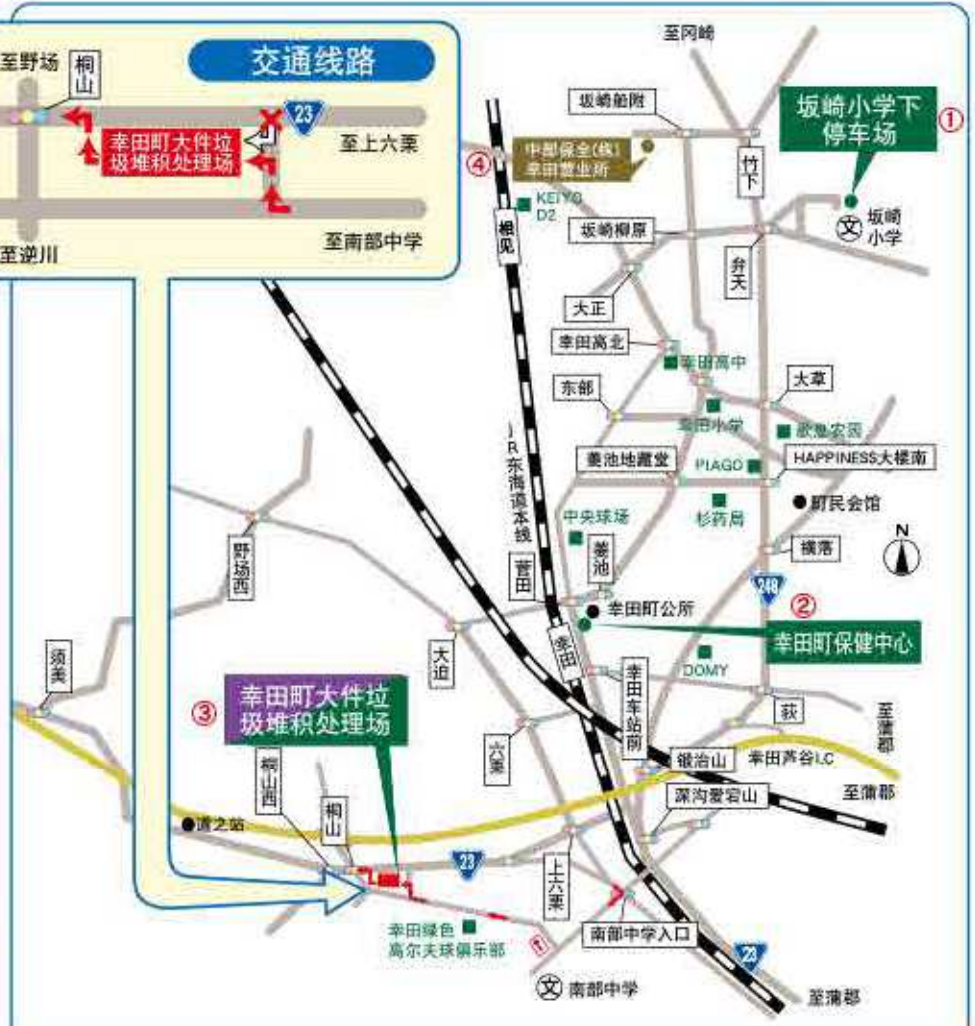 交通线路
至野场
桐山
23
至上六栗
幸田町大件垃
圾堆积处理场
至南部中学
至逆川
至冈崎
坂崎船附
坂崎小学下
停车场
①
④
中部保全(株)
幸田营业所
竹下
KEIYO
D2
相见
坂崎柳原
坂崎
小学
文
弁天
大正
幸田高北
幸田高中
东部
大草
幸田小学
菱池地藏堂
PIAGO
HAPPINESS大楼南
JR东海道本线
中央球场
杉药局
町民会馆
N
横落
野场西
菅田
菱池
248
②
幸田町公所
幸田町保健中心
须美
大迫
幸田
DOMY
幸田车站前
荻
至蒲郡
③
幸田町大件垃
圾堆积处理场
六栗
锻治山
幸田芦谷I.C
桐山西
深沟爱宕山
至蒲郡
道之站
桐山
23
上六栗
幸田绿色
高尔夫球俱乐部
南部中学入口
23
文
南部中学
至蒲郡